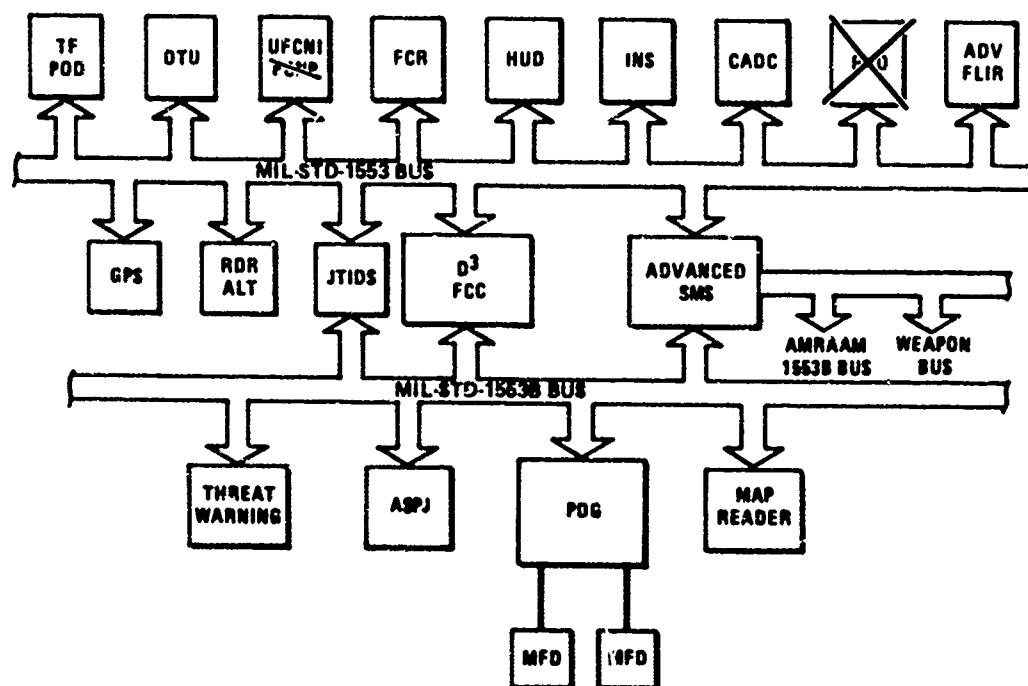 TF
POD
DTU
UFCNI
FCR
HUD
INS
CADC
ADV
FLIR
MIL-STD-1553 BUS
GPS
RDR
ALT
JTIDS
D3
FCC
ADVANCED
SMS
AMRAAM
1553B BUS
WEAPON
BUS
MIL-STD-1553B BUS
THREAT
WARNING
ASPJ
PDG
MAP
READER
MFD
MFD